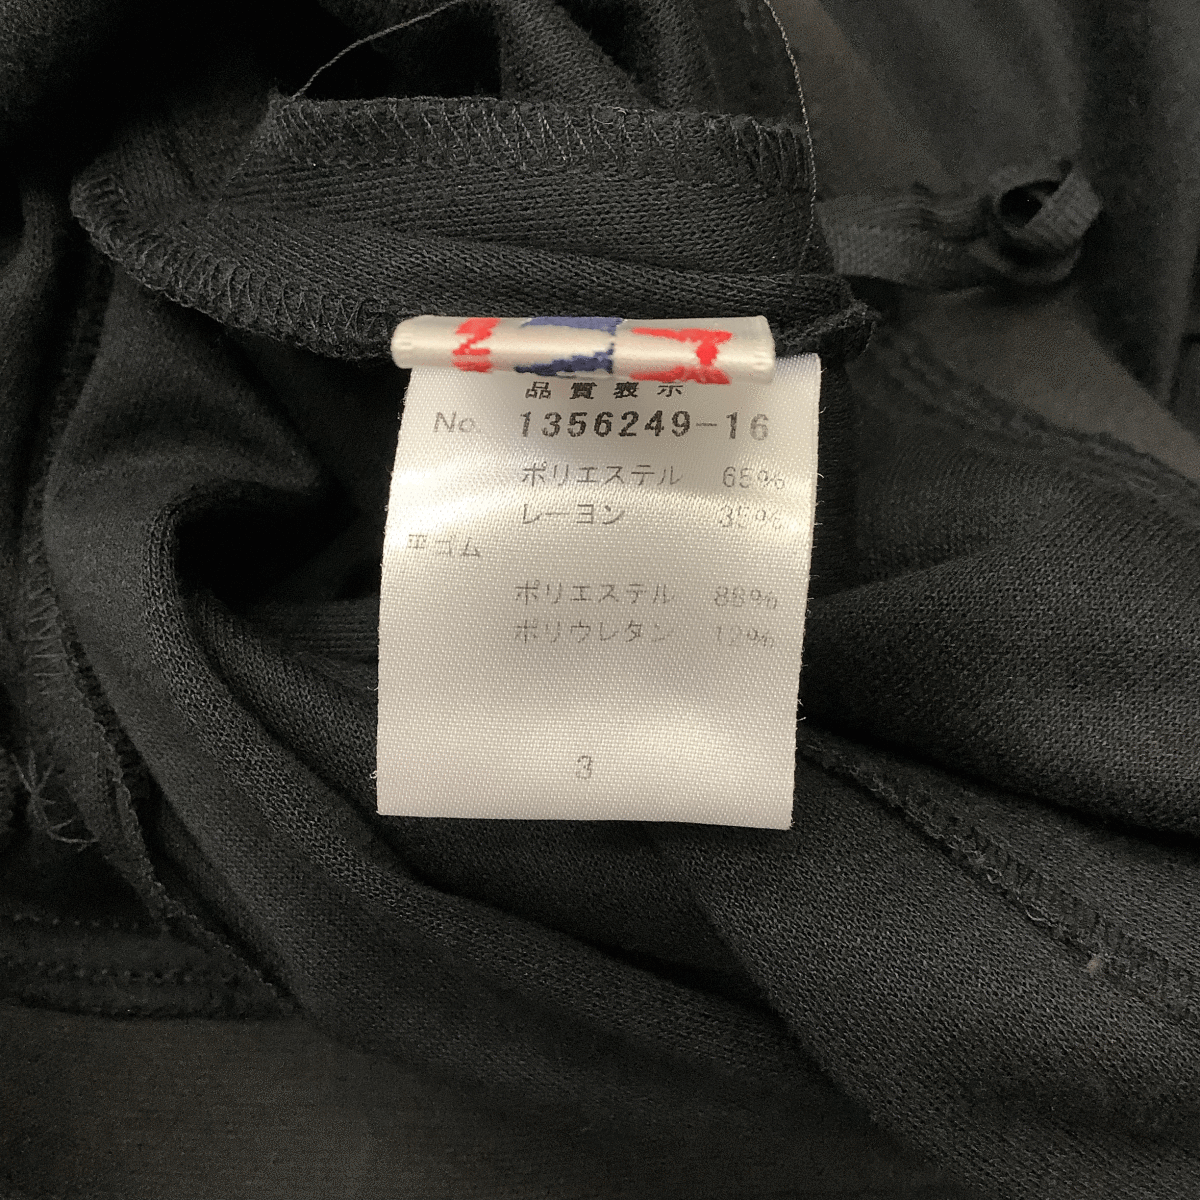 品質表示
No. 1356249-16
ポリエステル 65%
レーヨン 35%
平ゴム
ポリエステル 88%
ポリウレタン 12%
3